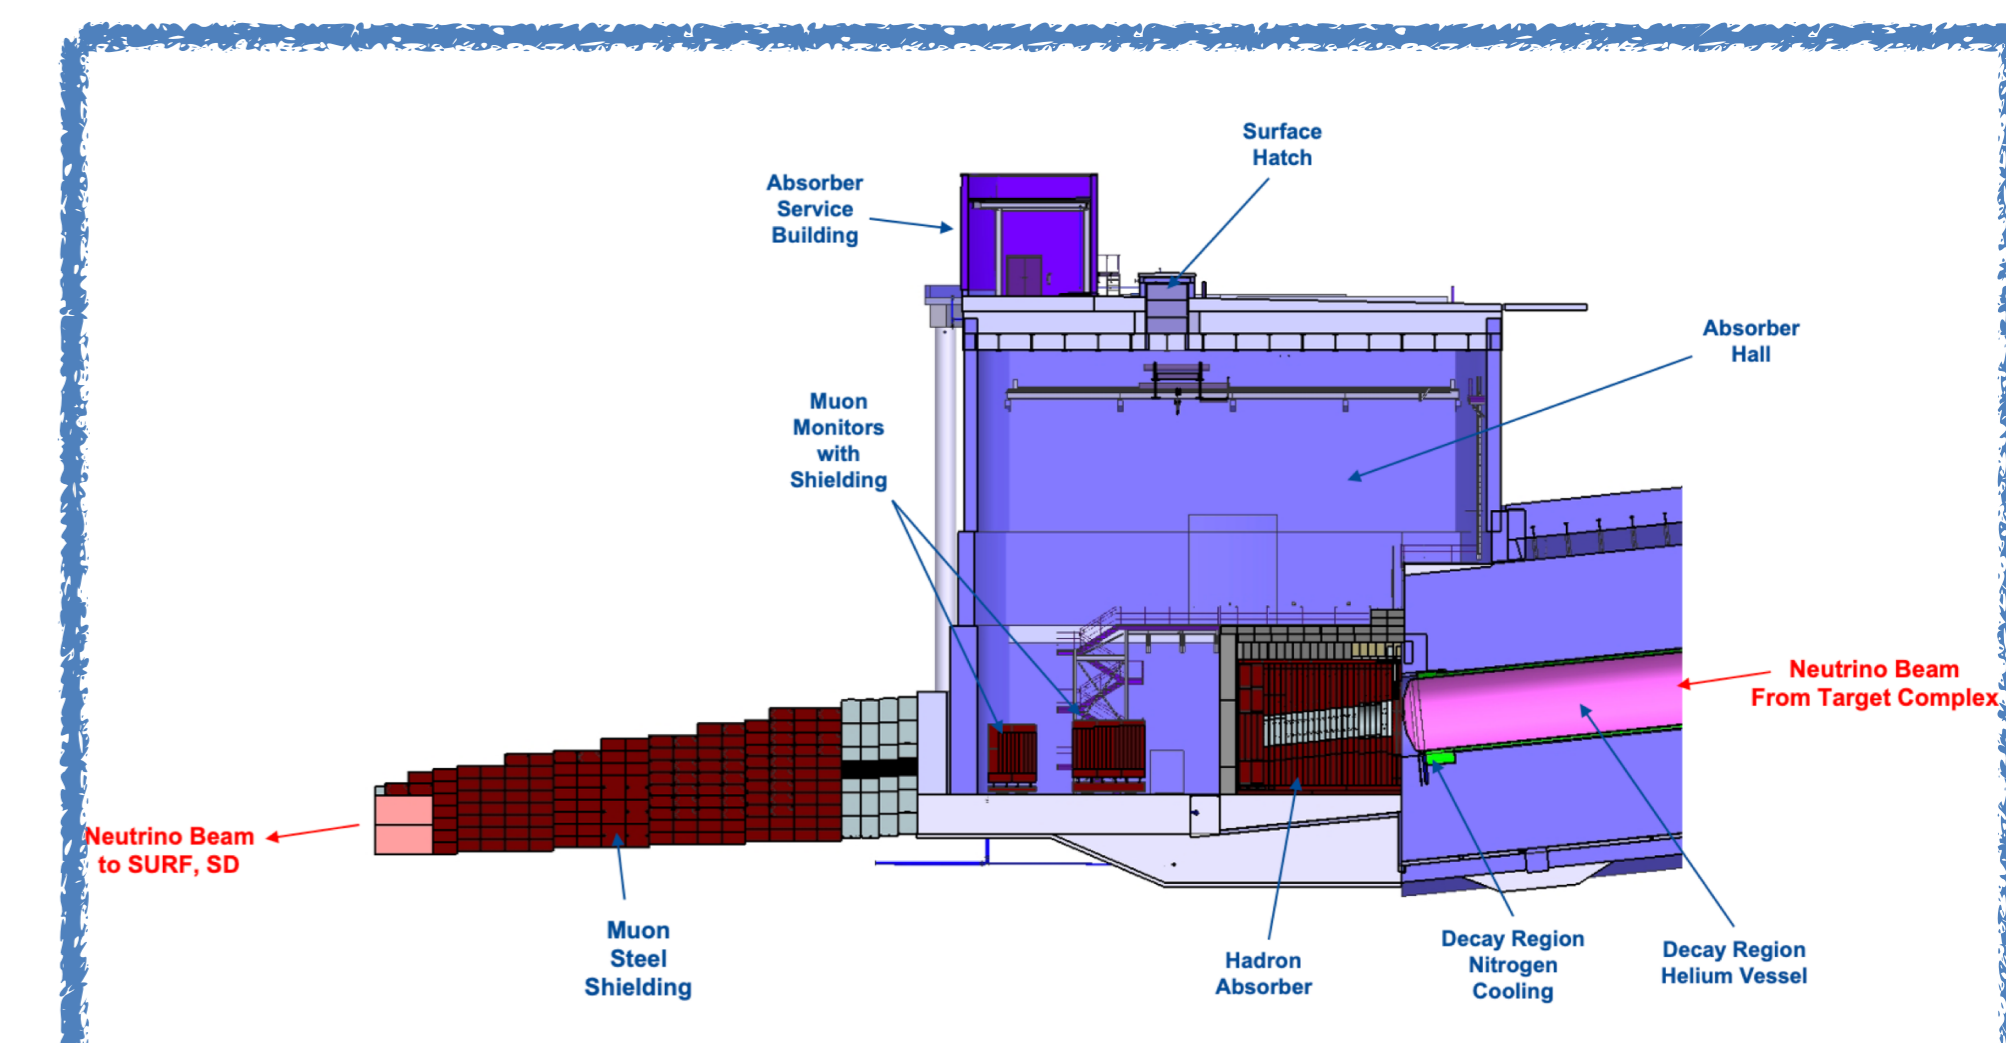 Surface
Hatch
Absorber
Service
Building
Absorber
Hall
Muon
Monitors
with
Shielding
Neutrino Beam
From Target Complex
Neutrino Beam
to SURF, SD
Muon
Steel
Shielding
Hadron
Absorber
Decay Region
Nitrogen
Cooling
Decay Region
Helium Vessel